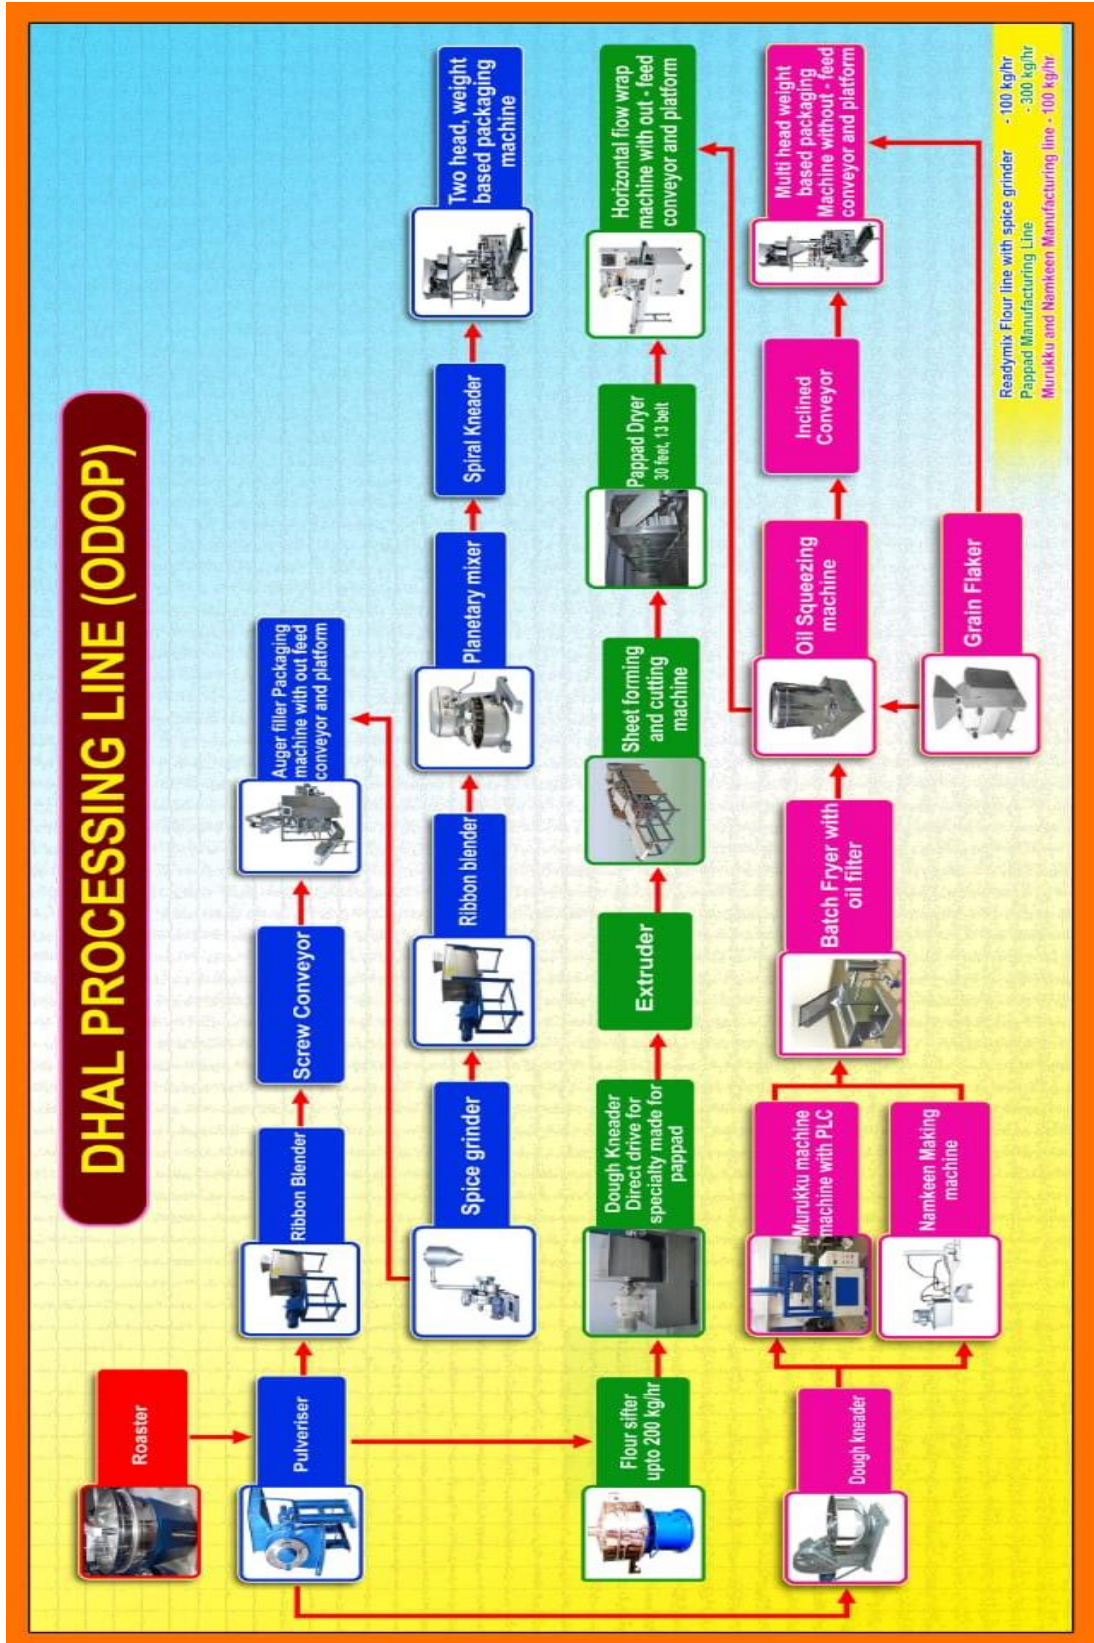 DHAL PROCESSING LINE (ODOP)
Roaster
Pulveriser
Ribbon Blender
Screw Conveyor
Auger filler Packaging
machine with out feed
conveyor and platform
Spice grinder
Ribbon blender
Planetary mixer
Spiral Kneader
Two head, weight
based packaging
machine
Flour sifter
upto 200 kg/hr
Dough Kneader
Direct drive for
specialty made for
pappad
Extruder
Sheet forming
and cutting
machine
Pappad Dryer
30 feet, 13 belt
Horizontal flow wrap
machine with out - feed
conveyor and platform
Dough kneader
Murukku machine
machine with PLC
Namkeen Making
machine
Batch Fryer with
oil filter
Oil Squeezing
machine
Inclined
Conveyor
Multi head weight
based packaging
Machine without - feed
conveyor and platform
Grain Flaker
Readymix Flour line with spice grinder - 100 kg/hr
Pappad Manufacturing Line - 300 kg/hr
Murukku and Namkeen Manufacturing line - 100 kg/hr